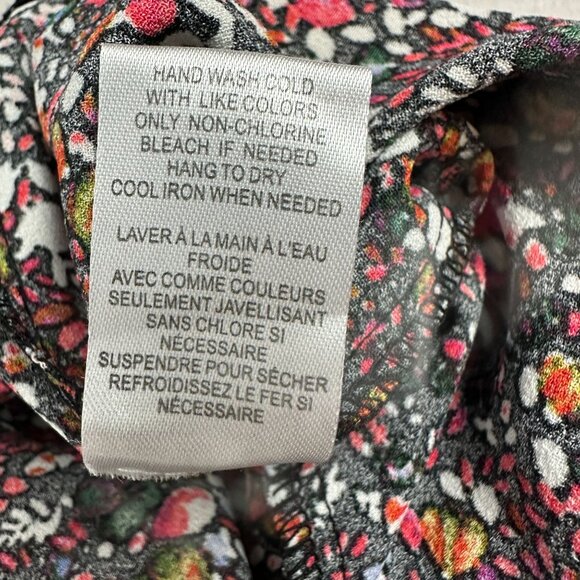 HAND WASH COLD
WITH LIKE COLORS
ONLY NON-CHLORINE
BLEACH IF NEEDED
HANG TO DRY
COOL IRON WHEN NEEDED
LAVER À LA MAIN À L'EAU
FROIDE
AVEC COMME COULEURS
SEULEMENT JAVELLISANT
SANS CHLORE SI
NÉCESSAIRE
SUSPENDRE POUR SÉCHER
REFROIDISSEZ LE FER SI
NÉCESSAIRE